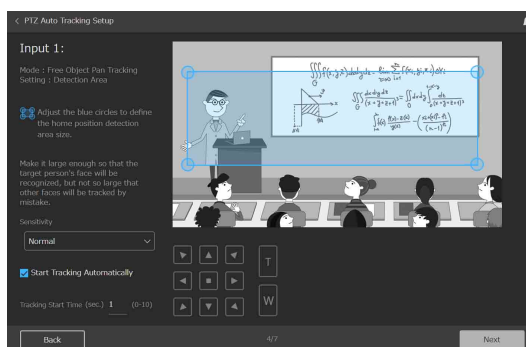 < PTZ Auto Tracking Setup
Input 1:
Mode : Free Object Pan Tracking
Setting : Detection Area
Adjust the blue circles to define
the home position detection
area size.
Make it large enough so that the
target person's face will be
recognized, but not so large that
other faces will be tracked by
mistake.
Sensitivity
Normal
Start Tracking Automatically
Tracking Start Time (sec.) 1 (0-10)
T
W
Back
4/7
Next